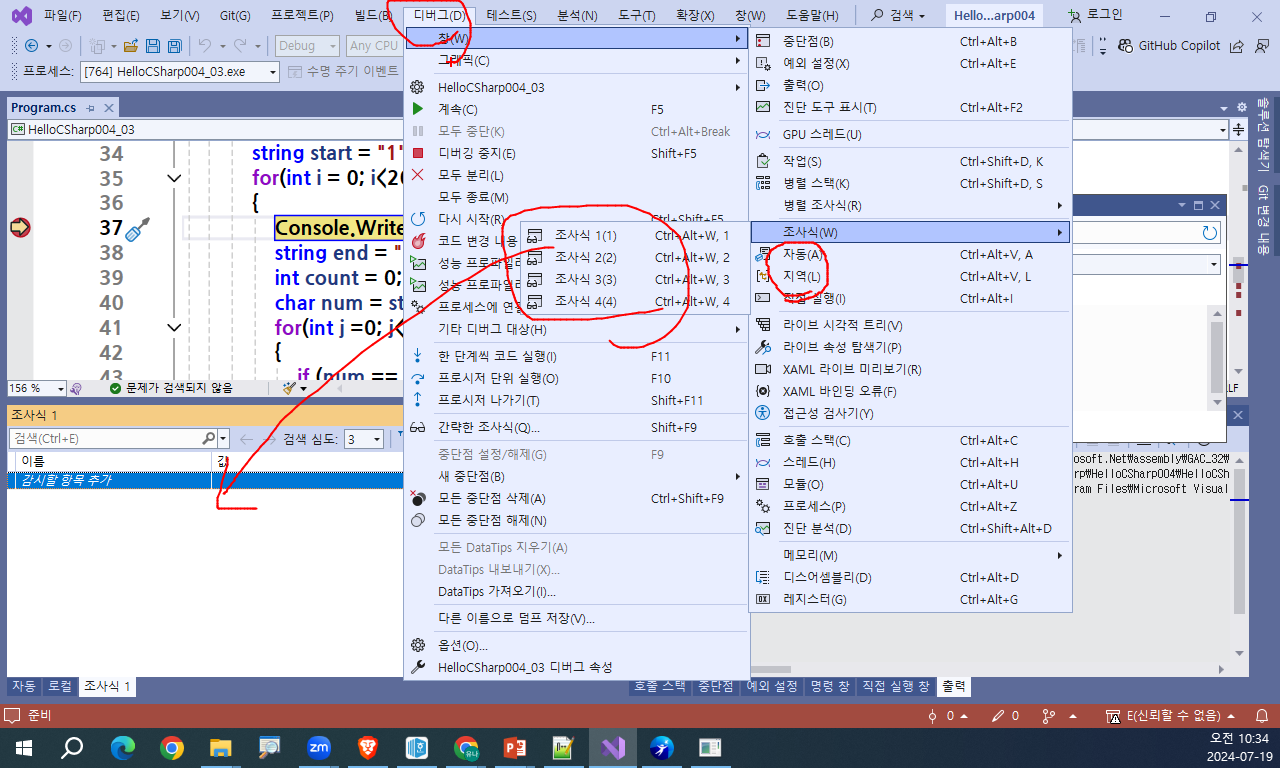 파일(F) 편집(E) 보기(V) Git(G) 프로젝트(P) 빌드(B) 디버그(D) 테스트(S) 분석(N) 도구(T) 확장(X) 창(W) 도움말(H) 검색 Hello...arp004 로그인
Debug Any CPU GitHub Copilot
프로세스: [764] HelloCSharp004_03.exe 수명 주기 이벤트
Program.cs
HelloCSharp004_03
34 string start = "1"
35 for(int i = 0; i<20
36 {
37 Console.Write
38 string end = "
39 int count = 0;
40 char num = st
41 for(int j =0; j<
42 {
if (num ==
156 % 문제가 검색되지 않음
조사식 1
검색(Ctrl+E) 검색 심도: 3
이름 값
감시할 항목 추가
자동 로컬 조사식 1
창(W)
그래픽(C)
HelloCSharp004_03
계속(C) F5
모두 중단(K) Ctrl+Alt+Break
디버깅 중지(E) Shift+F5
모두 분리(L)
모두 종료(M)
다시 시작(R) Ctrl+Shift+F5
코드 변경 내용
성능 프로파일러
성능 프로파일러
프로세스에 연
기타 디버그 대상(H)
한 단계씩 코드 실행(I) F11
프로시저 단위 실행(O) F10
프로시저 나가기(T) Shift+F11
간략한 조사식(Q)... Shift+F9
중단점 설정/해제(G) F9
새 중단점(B)
모든 중단점 삭제(A) Ctrl+Shift+F9
모든 중단점 해제(N)
모든 DataTips 지우기(A)
DataTips 내보내기(X)...
DataTips 가져오기(I)...
다른 이름으로 덤프 저장(V)...
옵션(O)...
HelloCSharp004_03 디버그 속성
조사식 1(1) Ctrl+Alt+W, 1
조사식 2(2) Ctrl+Alt+W, 2
조사식 3(3) Ctrl+Alt+W, 3
조사식 4(4) Ctrl+Alt+W, 4
중단점(B) Ctrl+Alt+B
예외 설정(X) Ctrl+Alt+E
출력(O)
진단 도구 표시(T) Ctrl+Alt+F2
GPU 스레드(U)
작업(S) Ctrl+Shift+D, K
병렬 스택(K) Ctrl+Shift+D, S
병렬 조사식(R)
조사식(W)
자동(A) Ctrl+Alt+V, A
지역(L) Ctrl+Alt+V, L
직접 실행(I) Ctrl+Alt+I
라이브 시각적 트리(V)
라이브 속성 탐색기(P)
XAML 라이브 미리보기(R)
XAML 바인딩 오류(F)
접근성 검사기(Y)
호출 스택(C) Ctrl+Alt+C
스레드(H) Ctrl+Alt+H
모듈(O) Ctrl+Alt+U
프로세스(P) Ctrl+Alt+Z
진단 분석(D) Ctrl+Shift+Alt+D
메모리(M)
디스어셈블리(D) Ctrl+Alt+D
레지스터(G) Ctrl+Alt+G
솔루션 탐색기
Git 변경 내용
LF
osoft.Net₩assembly₩GAC_32₩
rp₩HelloCSharp004₩HelloCSh
ram Files₩Microsoft Visual
호출 스택 중단점 예외 설정 명령 창 직접 실행 창 출력
준비 0 0 E(신뢰할 수 없음)
zm 유나
오전 10:34
2024-07-19